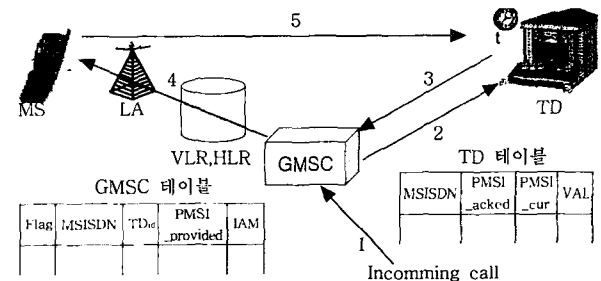 5
t
MS
LA
4
3
TD
2
VLR,HLR
GMSC
GMSC 테이블
TD 테이블
Flag MSISDN TDid PMSI _provided IAM
MSISDN PMSI _acked PMSI _cur VAL
1
Incomming call